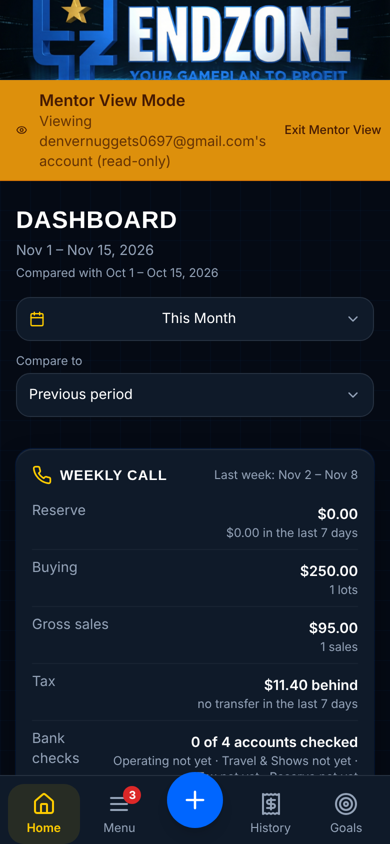 ENDZONE
YOUR GAMEPLAN TO PROFIT
Mentor View Mode
Viewing
denvernuggets0697@gmail.com's
account (read-only)
Exit Mentor View
DASHBOARD
Nov 1 – Nov 15, 2026
Compared with Oct 1 – Oct 15, 2026
This Month
Compare to
Previous period
WEEKLY CALL
Last week: Nov 2 – Nov 8
Reserve
$0.00
$0.00 in the last 7 days
Buying
$250.00
1 lots
Gross sales
$95.00
1 sales
Tax
$11.40 behind
no transfer in the last 7 days
Bank
checks
0 of 4 accounts checked
Operating not yet · Travel & Shows not yet ·
not yet · Reserve not yet
Home
3
Menu
History
Goals